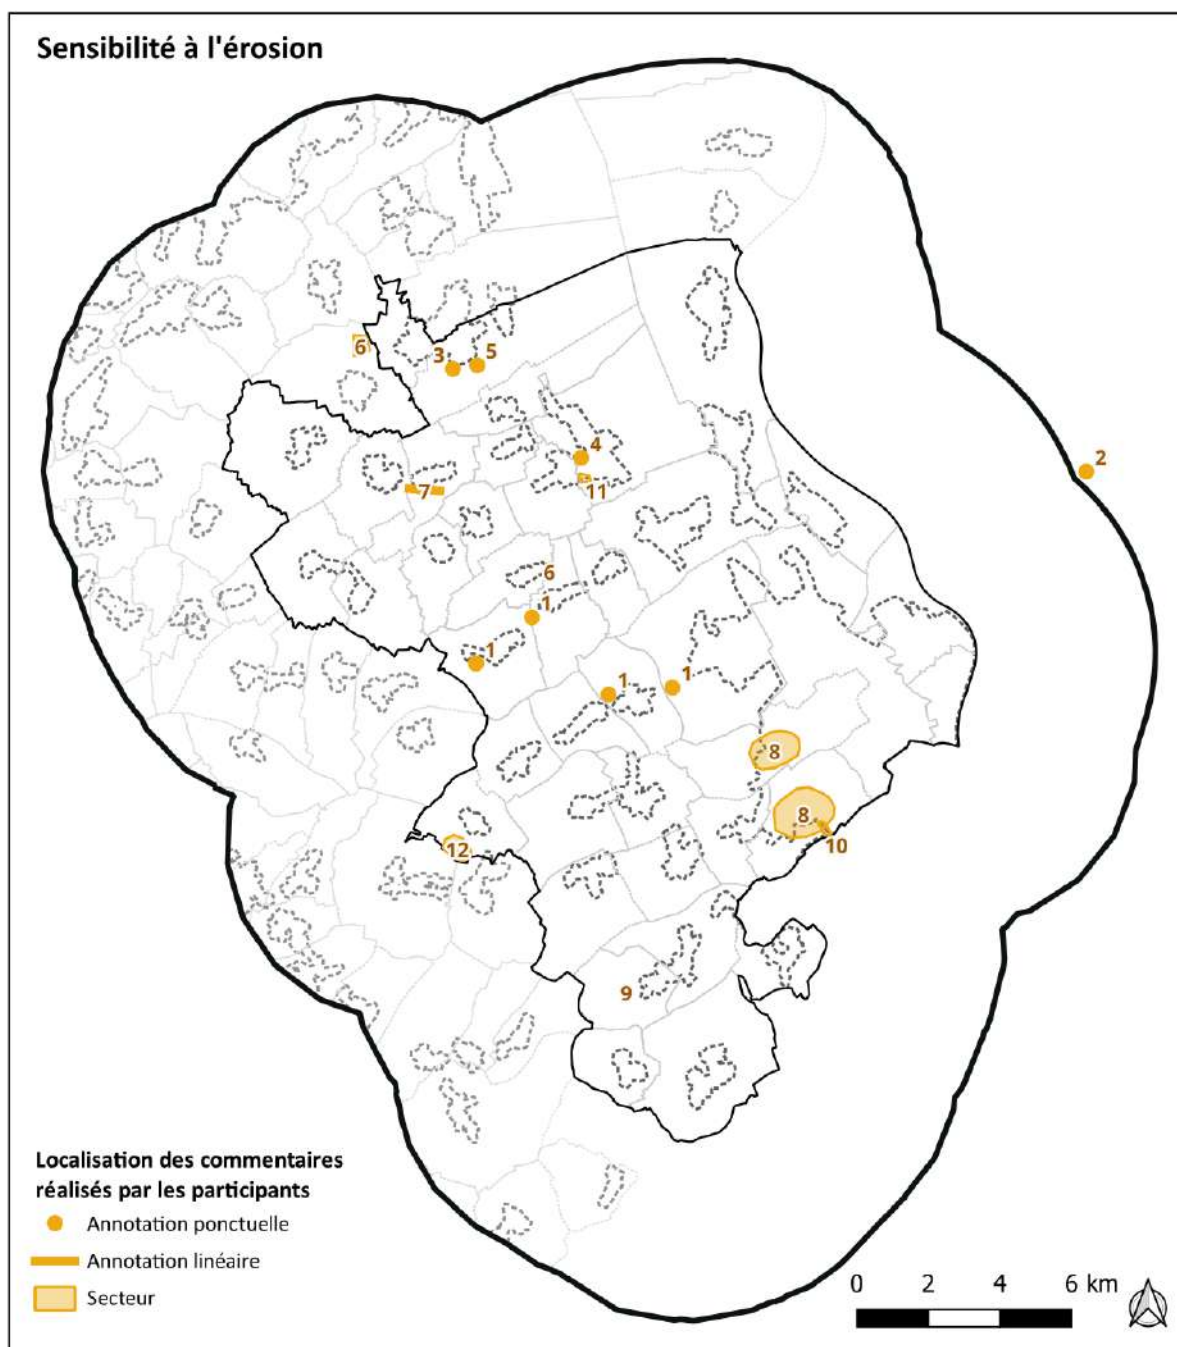 Sensibilité à l'érosion
6
3
5
4
2
7
11
6
1
1
1
1
8
8
10
12
9
Localisation des commentaires
réalisés par les participants
Annotation ponctuelle
Annotation linéaire
Secteur
0 2 4 6 km